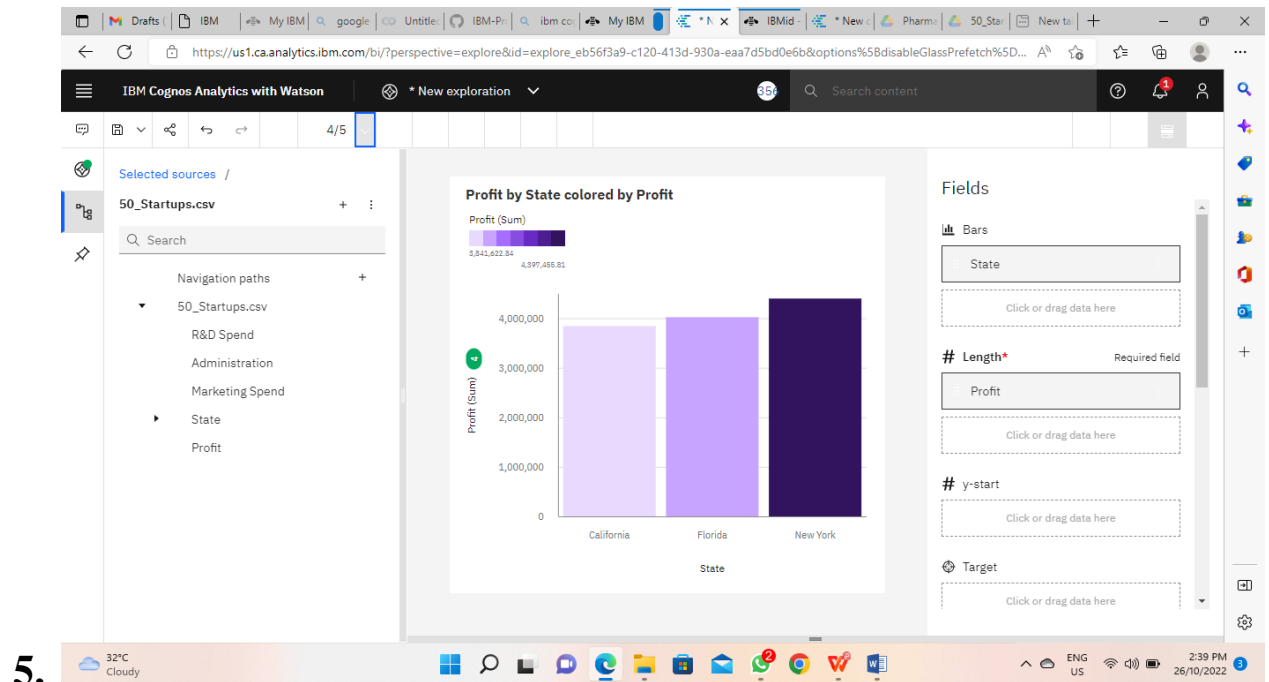 Drafts (
IBM
My IBM
google
Untitled
IBM-Pr
ibm co
My IBM
* N
IBMid -
* New c
Pharma
50_Star
New ta
https://us1.ca.analytics.ibm.com/bi/?perspective=explore&id=explore_eb56f3a9-c120-413d-930a-eaa7d5bd0e6b&options%5BdisableGlassPrefetch%5D...
IBM Cognos Analytics with Watson
* New exploration
356
Search content
1
4/5
Selected sources /
50_Startups.csv
Search
Navigation paths
50_Startups.csv
R&D Spend
Administration
Marketing Spend
State
Profit
Profit by State colored by Profit
Profit (Sum)
3,841,622.84
4,397,455.81
4,000,000
3,000,000
2,000,000
1,000,000
0
Profit (Sum)
California Florida New York
State
Fields
Bars
State
Click or drag data here
# Length* Required field
Profit
Click or drag data here
# y-start
Click or drag data here
Target
Click or drag data here
5.
32°C
Cloudy
2
ENG
US
2:39 PM
26/10/2022
3